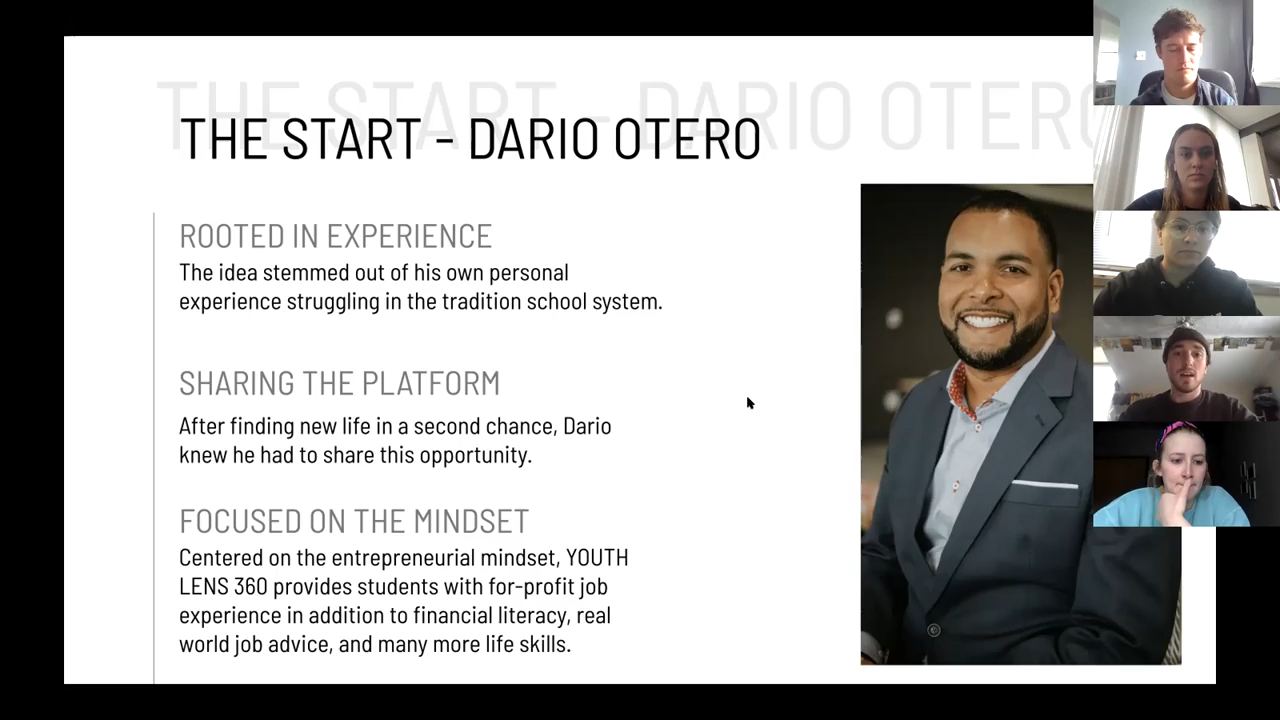 THE START - DARIO OTERO
THE START - DARIO OTERO
ROOTED IN EXPERIENCE
The idea stemmed out of his own personal
experience struggling in the tradition school system.
SHARING THE PLATFORM
After finding new life in a second chance, Dario
knew he had to share this opportunity.
FOCUSED ON THE MINDSET
Centered on the entrepreneurial mindset, YOUTH
LENS 360 provides students with for-profit job
experience in addition to financial literacy, real
world job advice, and many more life skills.